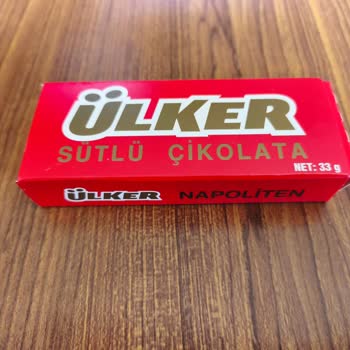 ÜLKER
SÜTLÜ ÇİKOLATA
NET: 33 g
ÜLKER NAPOLİTEN